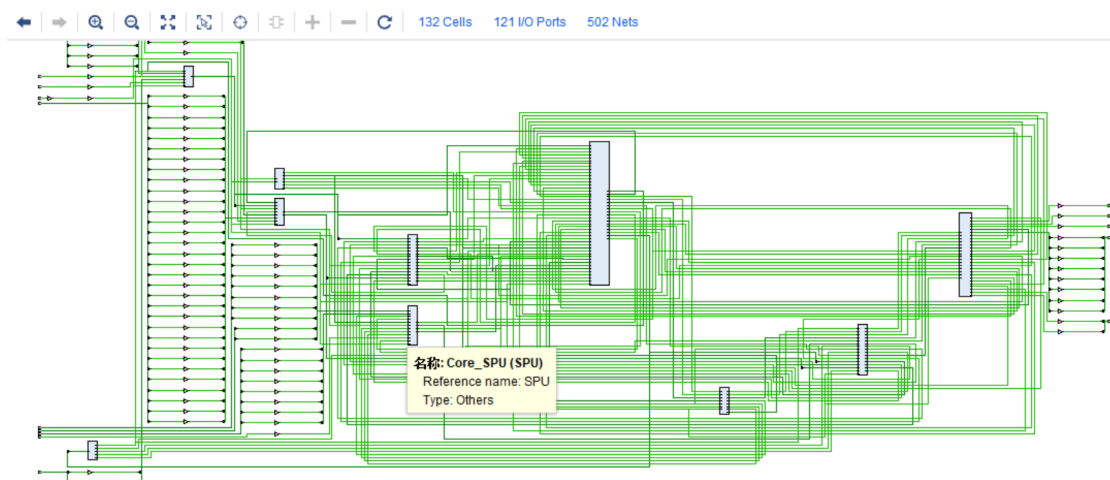 132 Cells 121 I/O Ports 502 Nets
名称: Core_SPU (SPU)
Reference name: SPU
Type: Others